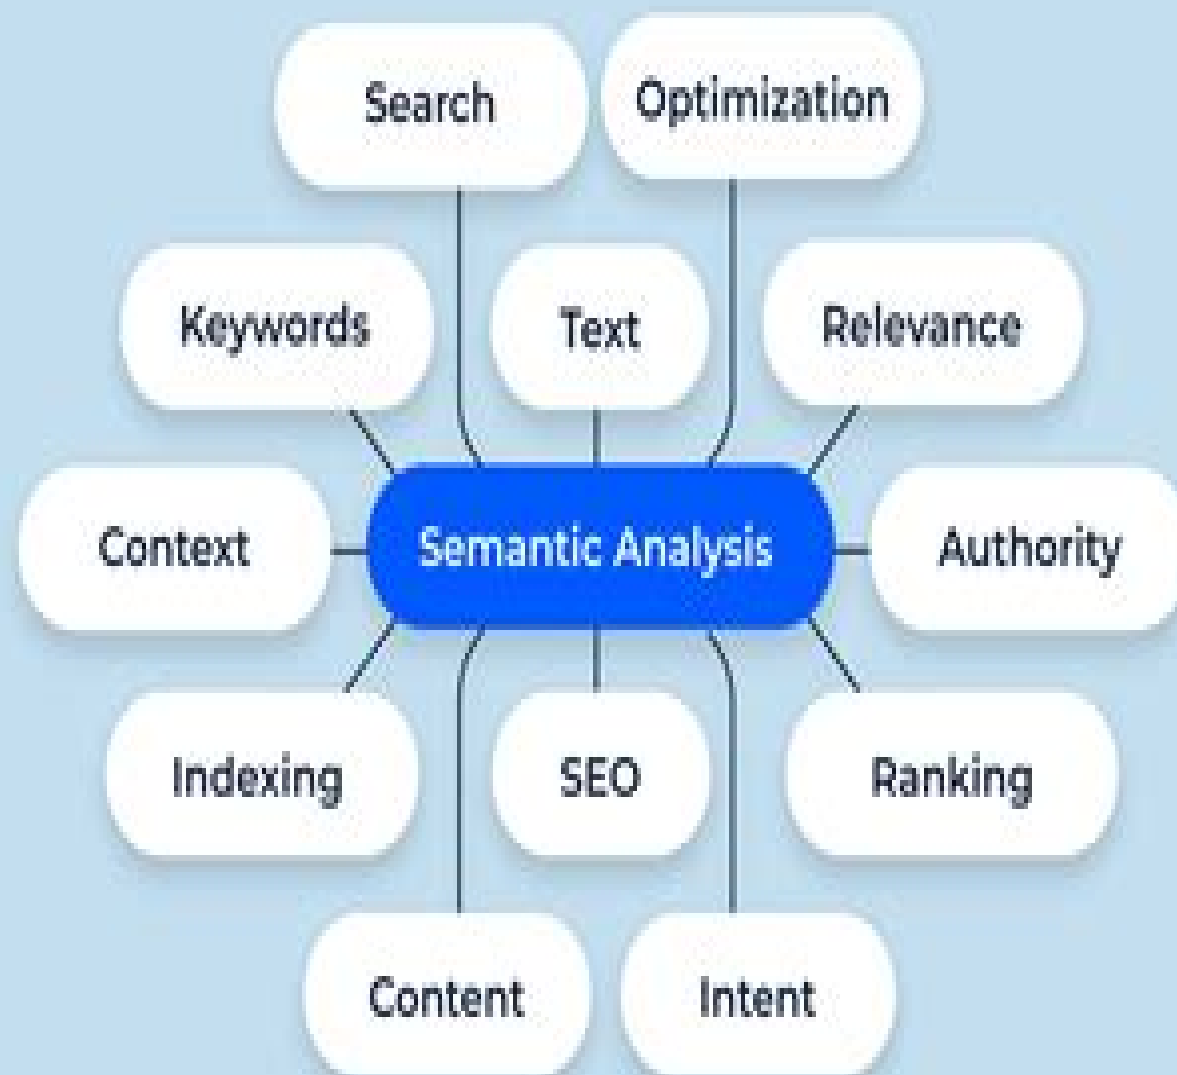 Search
Optimization
Keywords
Text
Relevance
Context
Semantic Analysis
Authority
Indexing
SEO
Ranking
Content
Intent